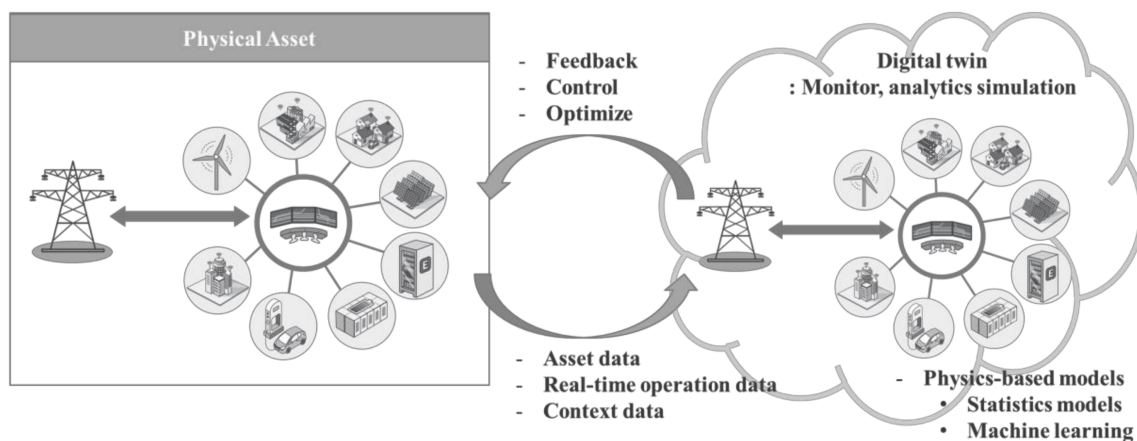 Physical Asset
- Feedback
- Control
- Optimize
Digital twin
: Monitor, analytics simulation
E
E
- Asset data
- Real-time operation data
- Context data
- Physics-based models
• Statistics models
• Machine learning